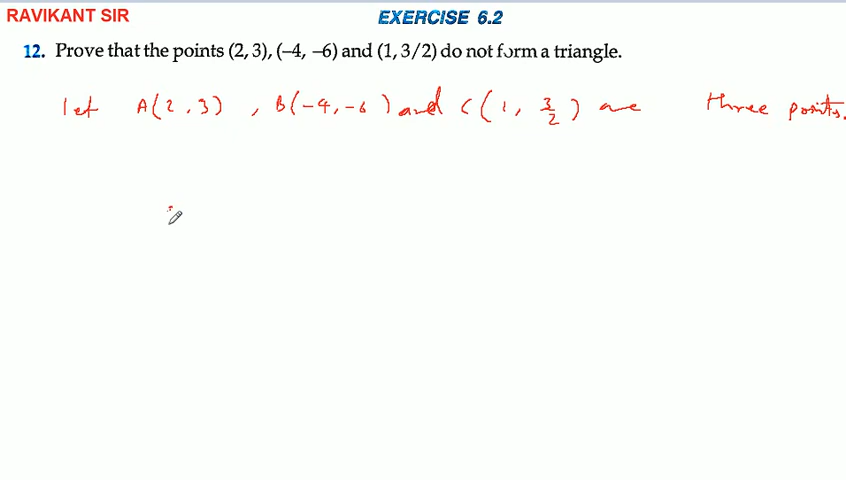 RAVIKANT SIR
EXERCISE 6.2
12. Prove that the points (2, 3), (–4, –6) and (1, 3/2) do not form a triangle.
let A(2, 3), B(-4, -6) and C(1, 3/2) are three points.